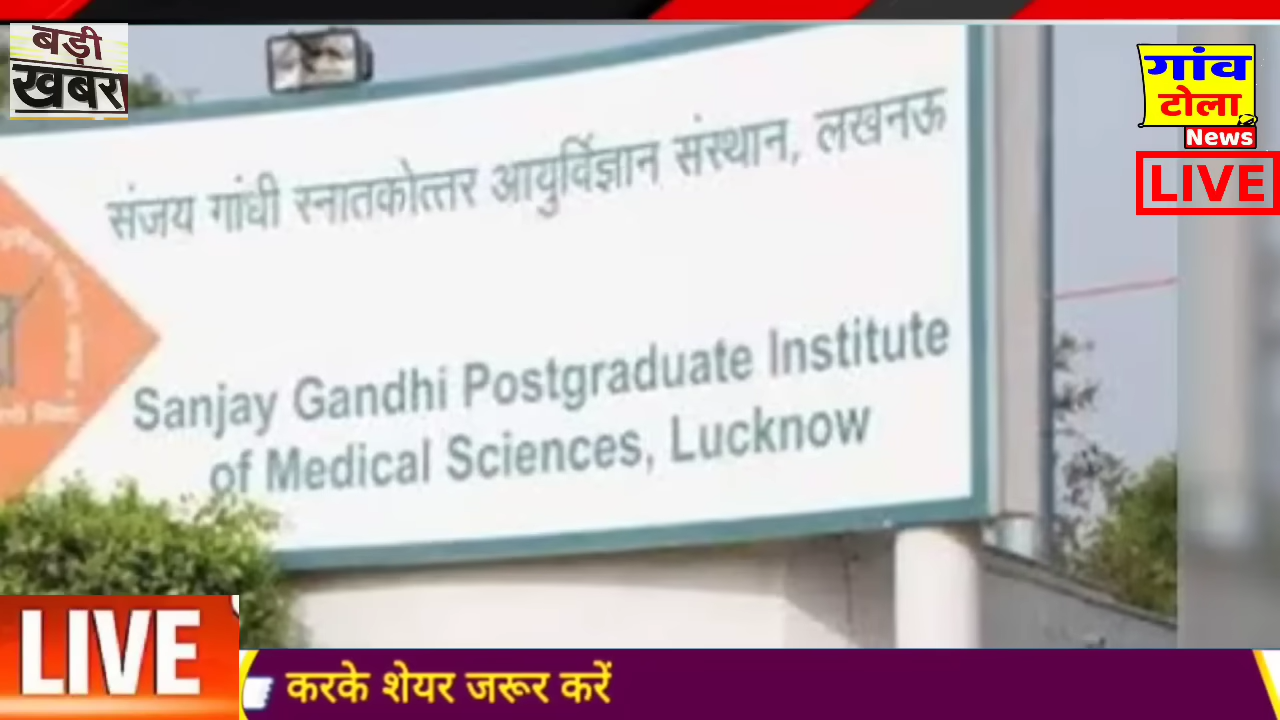 बड़ी
खबर
गांव
टोला
News
LIVE
संजय गांधी स्नातकोत्तर आयुर्विज्ञान संस्थान, लखनऊ
Sanjay Gandhi Postgraduate Institute
of Medical Sciences, Lucknow
LIVE
करके शेयर जरूर करें